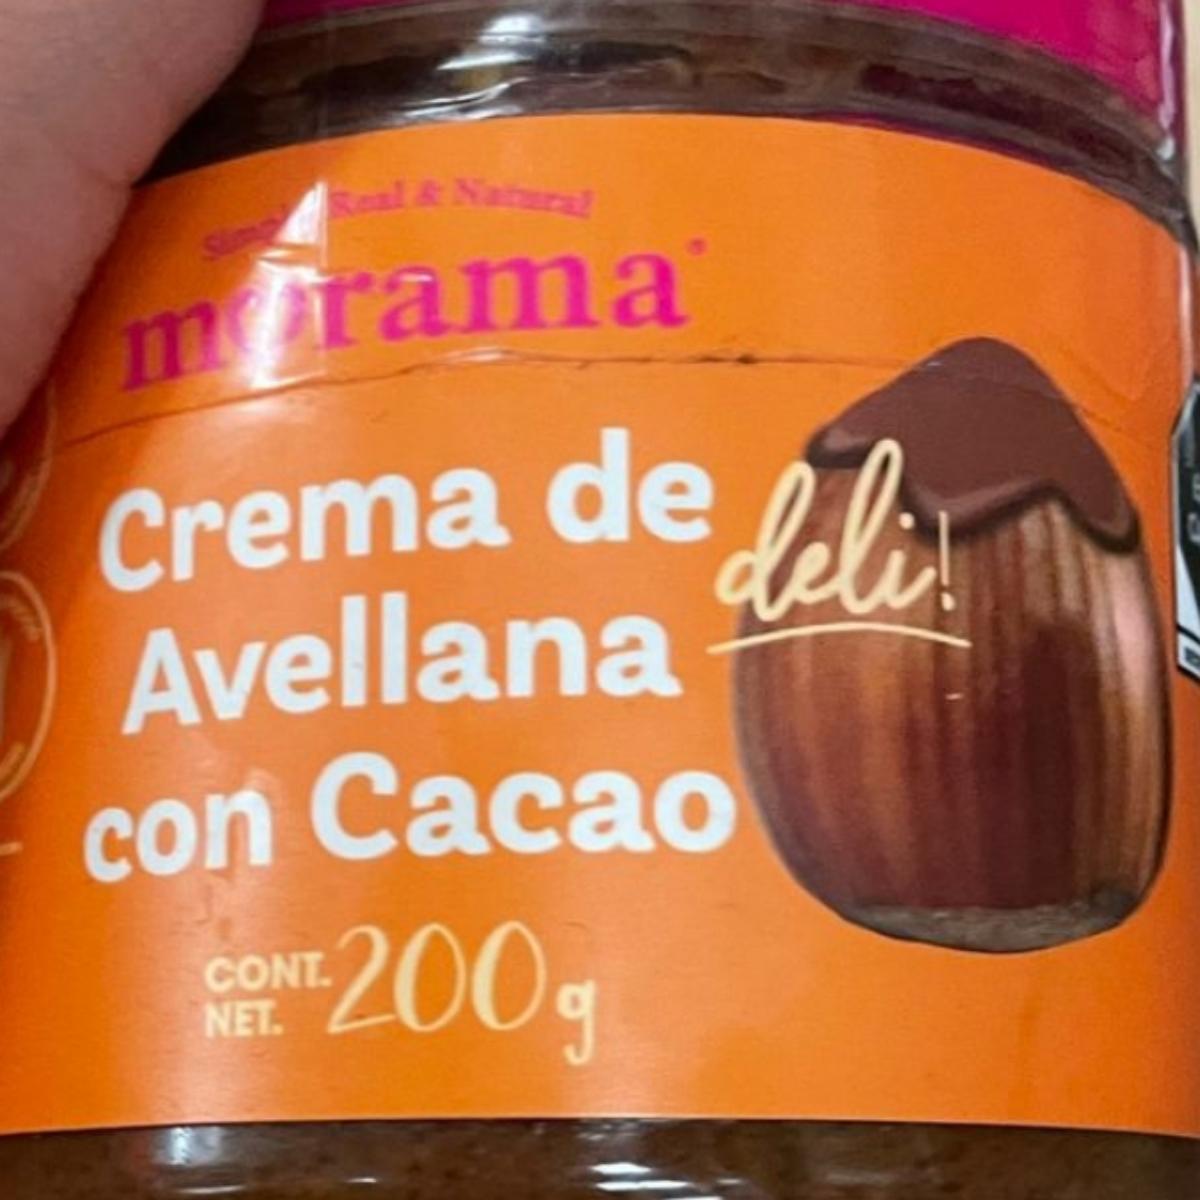 Real & Natural
morama
Crema de
Avellana
con Cacao
deli!
CONT.
NET. 200g